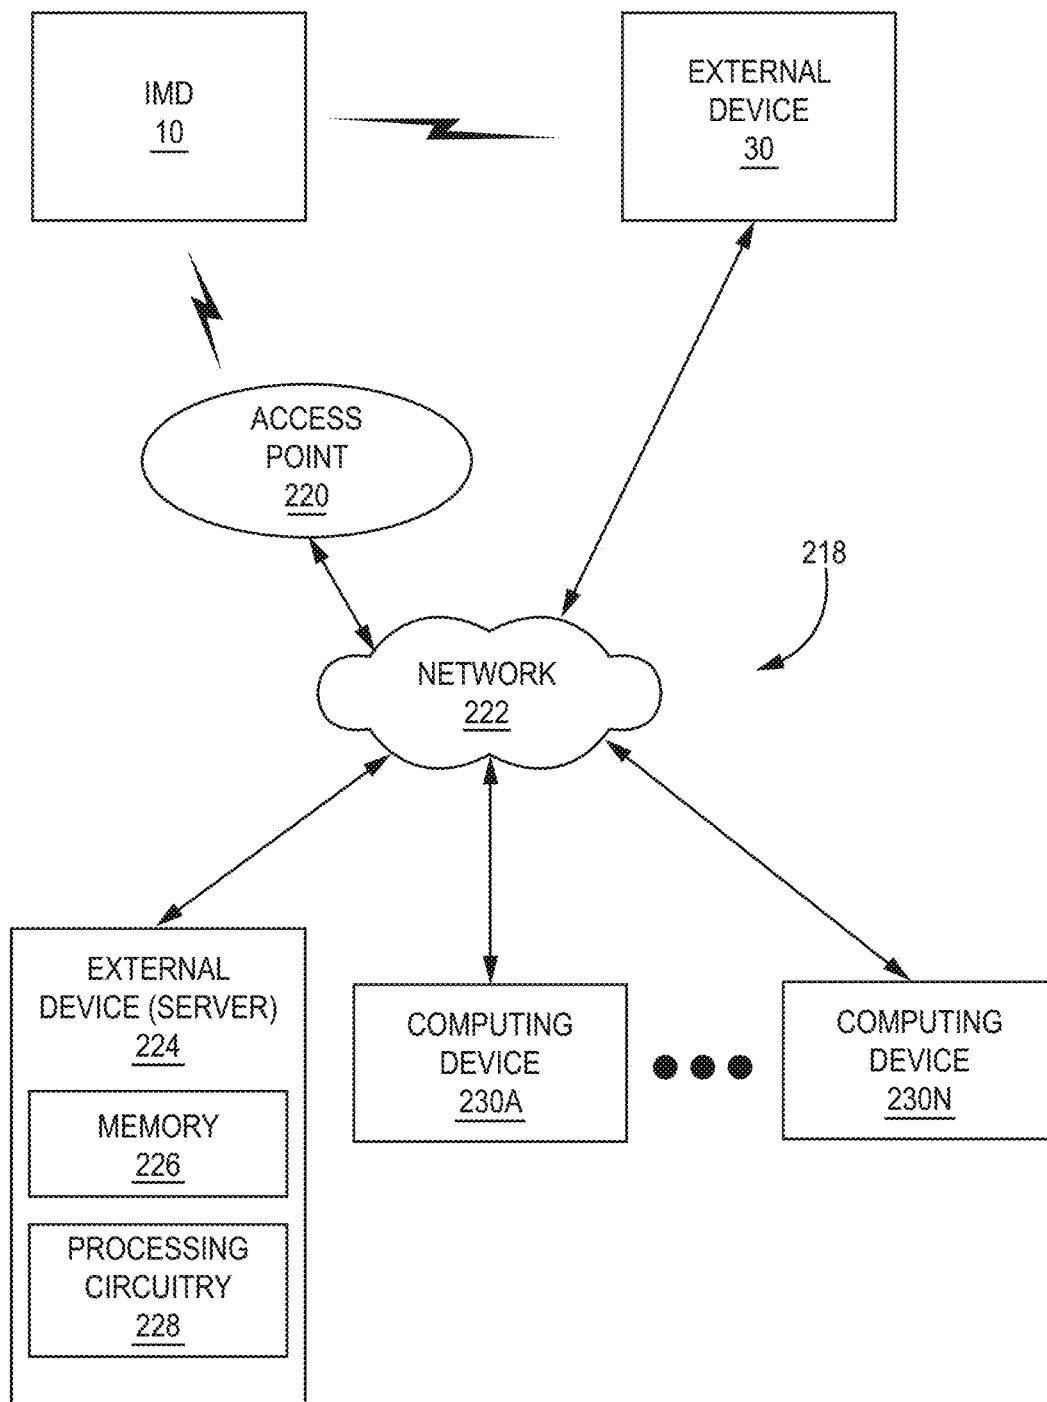 IMD
10
EXTERNAL
DEVICE
30
ACCESS
POINT
220
218
NETWORK
222
EXTERNAL
DEVICE (SERVER)
224
MEMORY
226
PROCESSING
CIRCUITRY
228
COMPUTING
DEVICE
230A
COMPUTING
DEVICE
230N